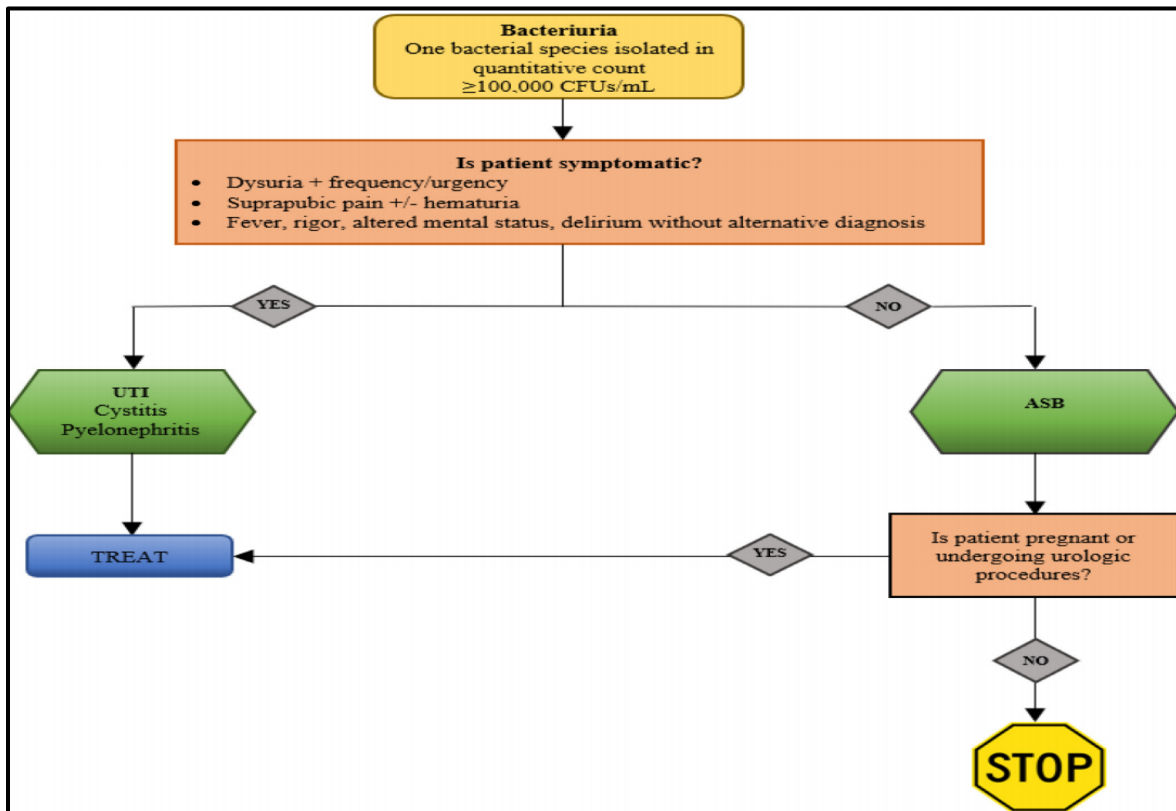 Bacteriuria
One bacterial species isolated in
quantitative count
≥100,000 CFUs/mL
Is patient symptomatic?
• Dysuria + frequency/urgency
• Suprapubic pain +/- hematuria
• Fever, rigor, altered mental status, delirium without alternative diagnosis
YES
NO
UTI
Cystitis
Pyelonephritis
ASB
TREAT
YES
Is patient pregnant or
undergoing urologic
procedures?
NO
STOP